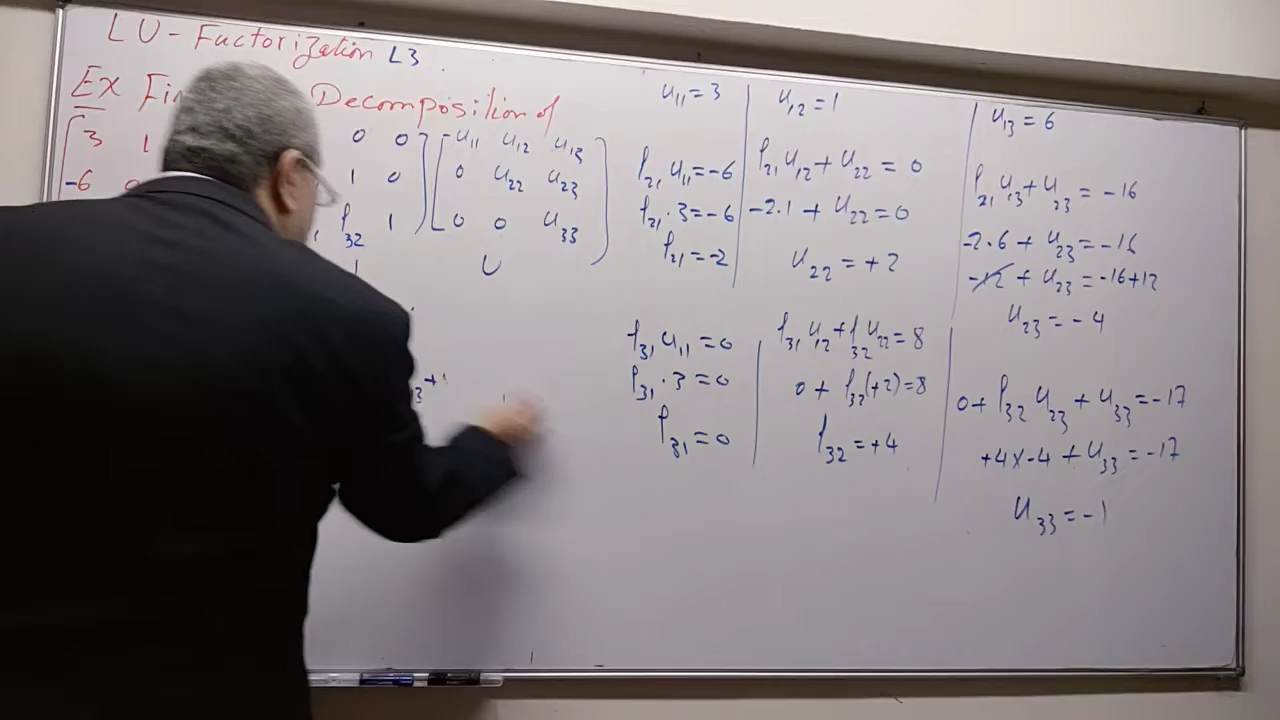 LU-Factorization L3
Ex Decomposition of
3 1 0 0 u11 u12 u13
-6 1 0 0 u22 u23
l32 1 0 0 u33
U
u11 = 3
l21 u11 = -6
l21 · 3 = -6
l21 = -2
u12 = 1
l21 u12 + u22 = 0
-2.1 + u22 = 0
u22 = +2
u13 = 6
l21 u13 + u23 = -16
-2·6 + u23 = -16
-12 + u23 = -16+12
u23 = -4
l31 u11 = 0
l31 · 3 = 0
l31 = 0
l31 u12 + l32 u22 = 8
0 + l32(+2) = 8
l32 = +4
0 + l32 u23 + u33 = -17
+4×-4 + u33 = -17
u33 = -1